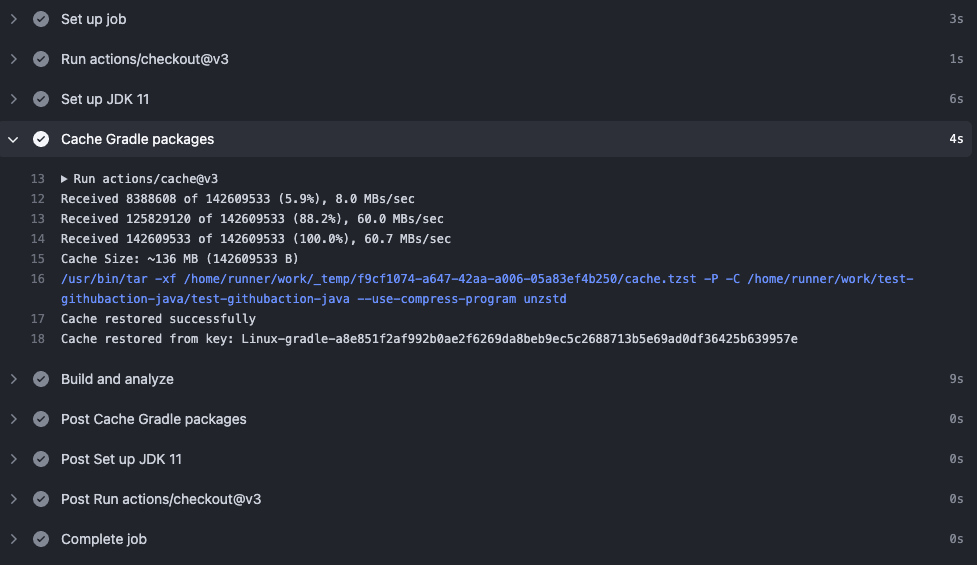 Set up job 3s
Run actions/checkout@v3 1s
Set up JDK 11 6s
Cache Gradle packages 4s
13 ▶ Run actions/cache@v3
12 Received 8388608 of 142609533 (5.9%), 8.0 MBs/sec
13 Received 125829120 of 142609533 (88.2%), 60.0 MBs/sec
14 Received 142609533 of 142609533 (100.0%), 60.7 MBs/sec
15 Cache Size: ~136 MB (142609533 B)
16 /usr/bin/tar -xf /home/runner/work/_temp/f9cf1074-a647-42aa-a006-05a83ef4b250/cache.tzst -P -C /home/runner/work/test-
githubaction-java/test-githubaction-java --use-compress-program unzstd
17 Cache restored successfully
18 Cache restored from key: Linux-gradle-a8e851f2af992b0ae2f6269da8beb9ec5c2688713b5e69ad0df36425b639957e
Build and analyze 9s
Post Cache Gradle packages 0s
Post Set up JDK 11 0s
Post Run actions/checkout@v3 0s
Complete job 0s